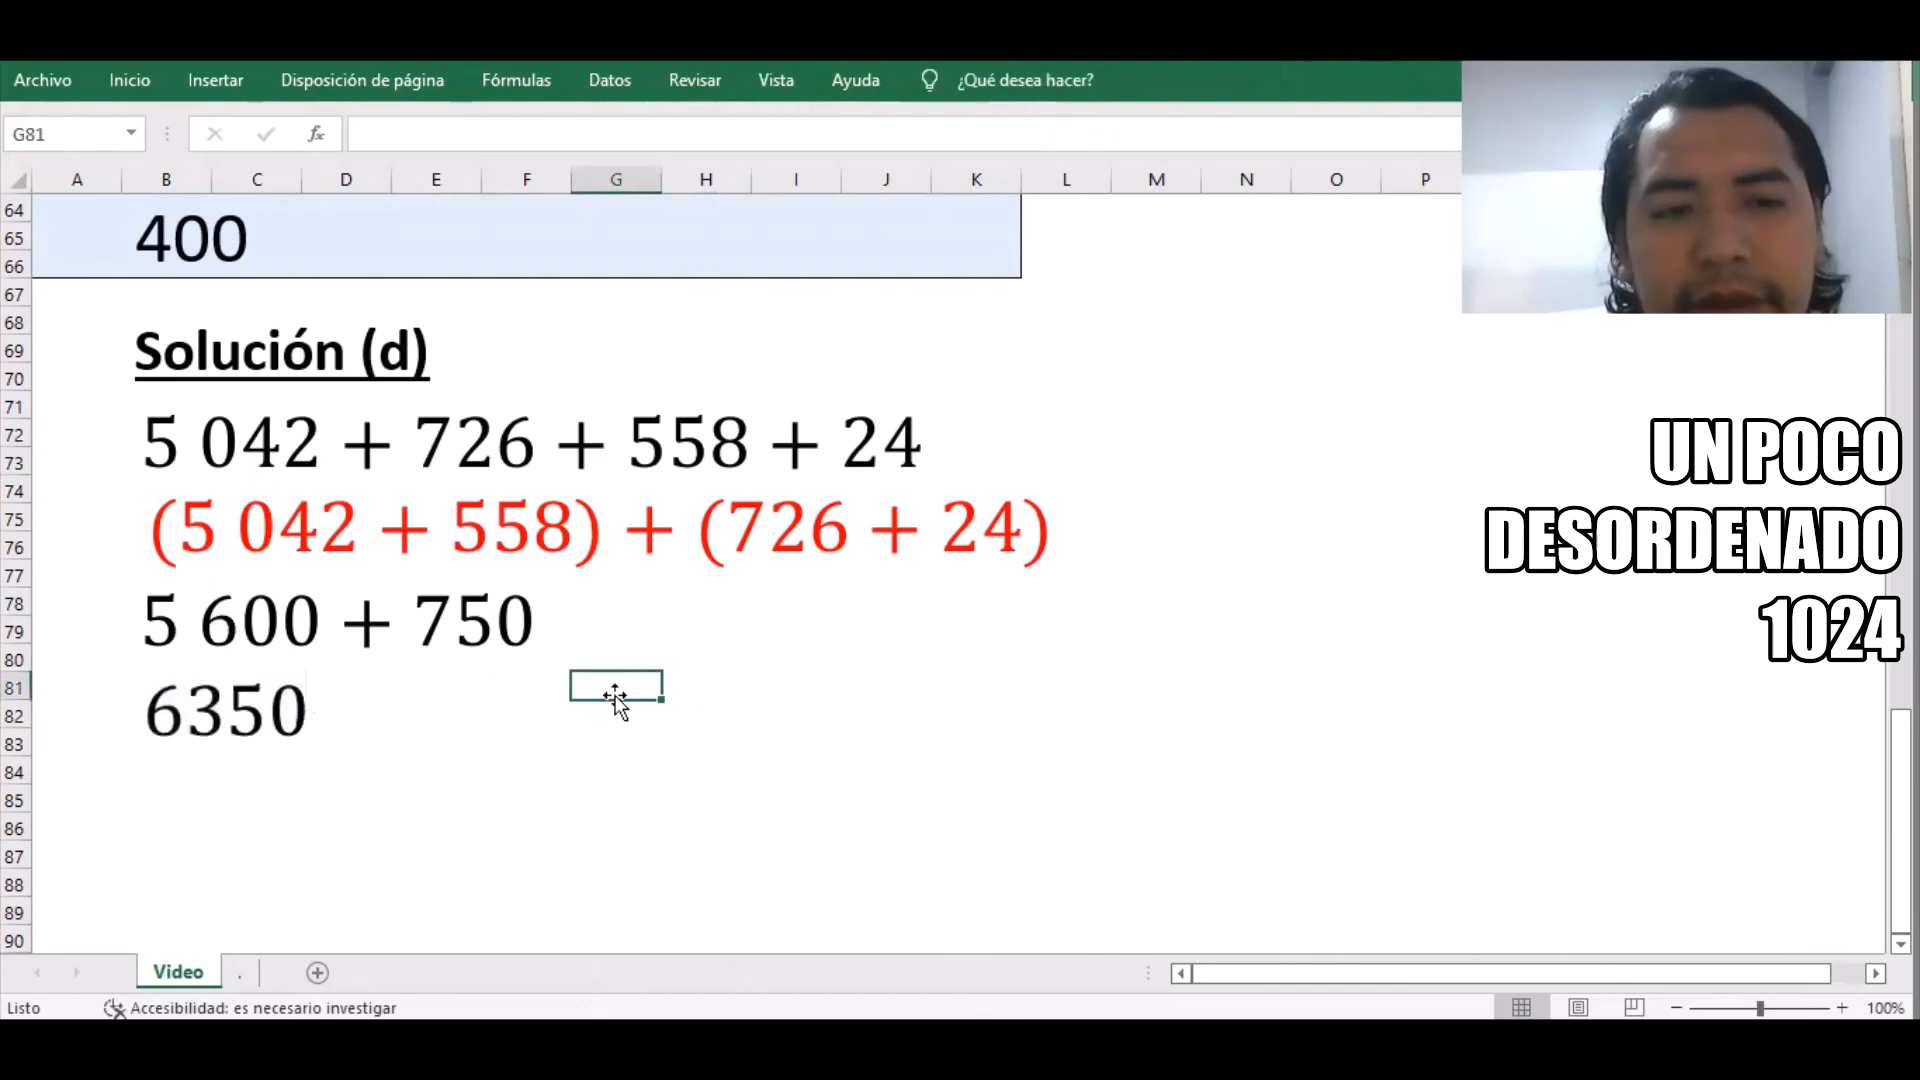 Archivo Inicio Insertar Disposición de página Fórmulas Datos Revisar Vista Ayuda ¿Qué desea hacer?
G81 fx
A B C D E F G H I J K L M N O P
64
65
66
67
68
69
70
71
72
73
74
75
76
77
78
79
80
81
82
83
84
85
86
87
88
89
90
400
Solución (d)
5 042 + 726 + 558 + 24
(5 042 + 558) + (726 + 24)
5 600 + 750
6350
UN POCO
DESORDENADO
1024
Video .
Listo Accesibilidad: es necesario investigar 100%